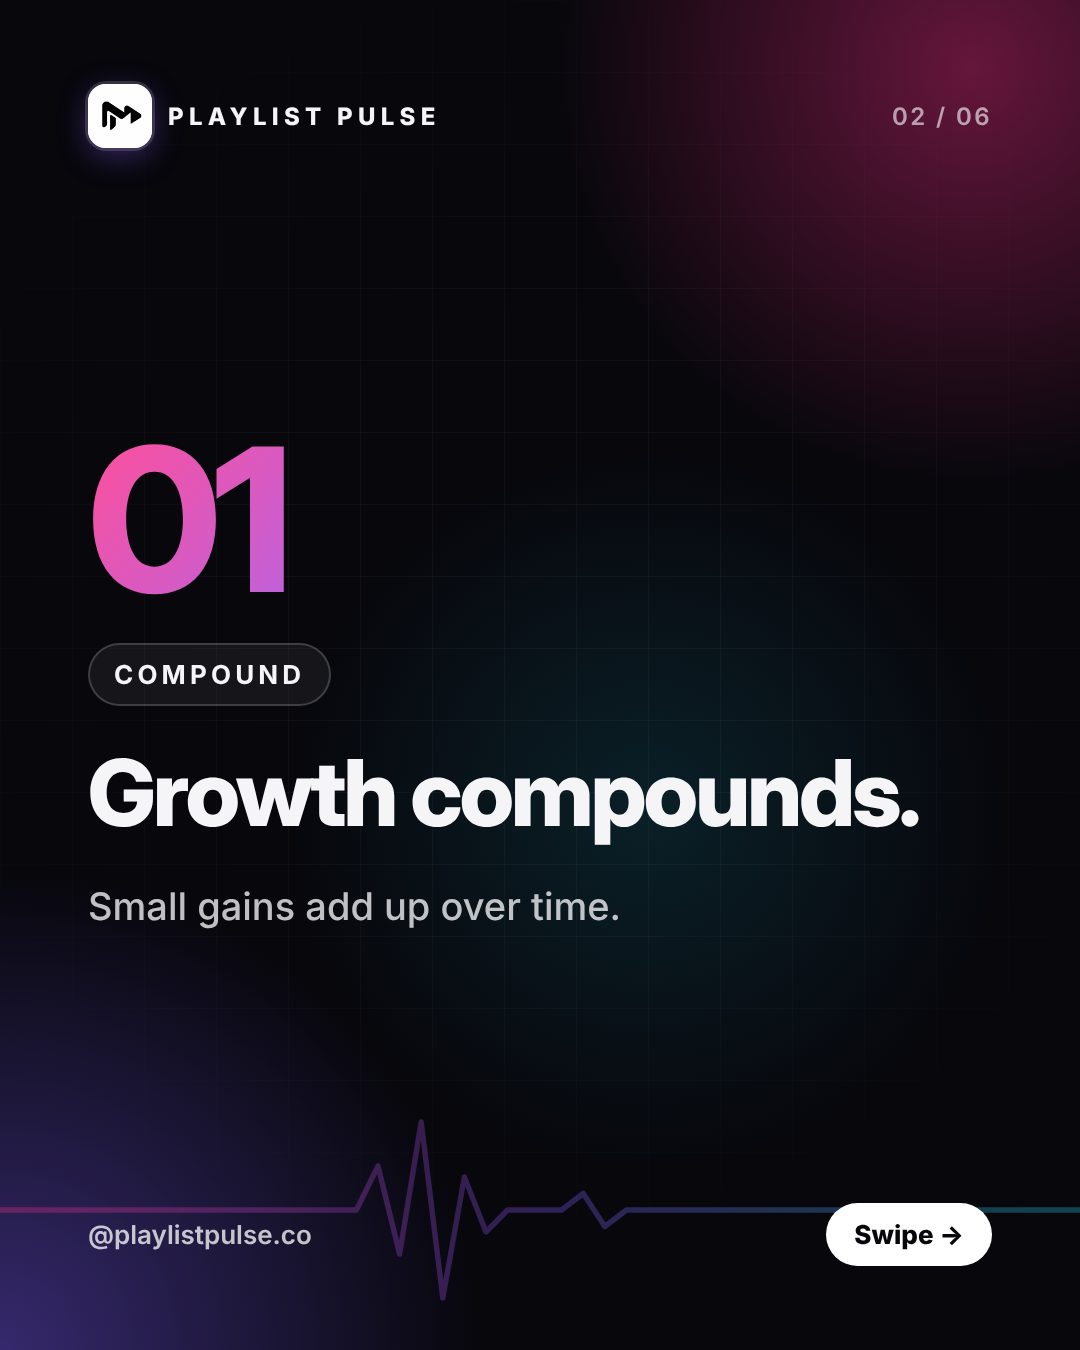 PLAYLIST PULSE
02 / 06
01
COMPOUND
Growth compounds.
Small gains add up over time.
@playlistpulse.co
Swipe →